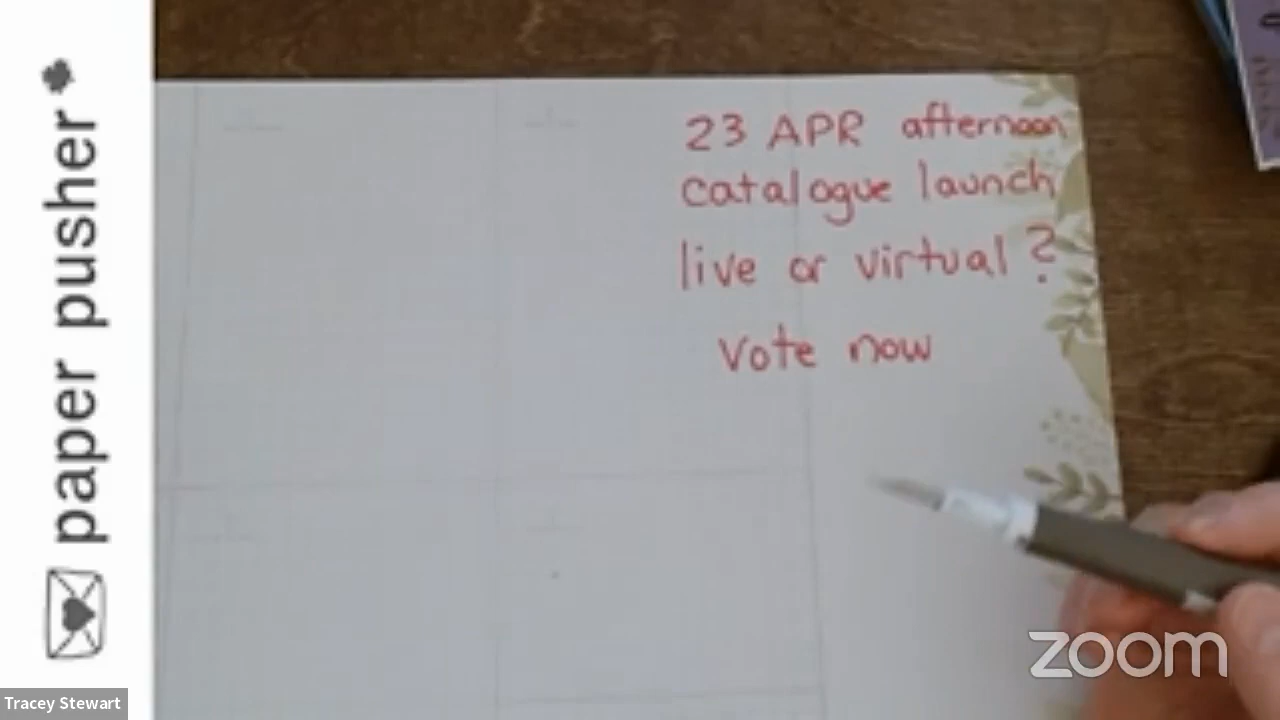 paper pusher
23 APR afternoon
catalogue launch
live or virtual?
Vote now
zoom
Tracey Stewart